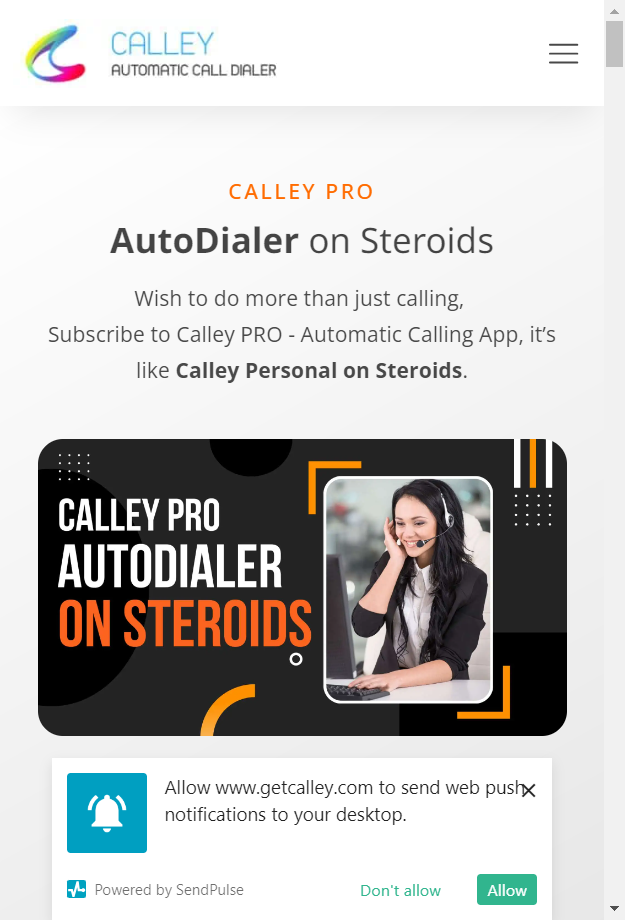 CALLEY
AUTOMATIC CALL DIALER
CALLEY PRO
AutoDialer on Steroids
Wish to do more than just calling,
Subscribe to Calley PRO - Automatic Calling App, it’s
like Calley Personal on Steroids.
CALLEY PRO
AUTODIALER
ON STEROIDS
Allow www.getcalley.com to send web push
notifications to your desktop.
Powered by SendPulse
Don't allow
Allow